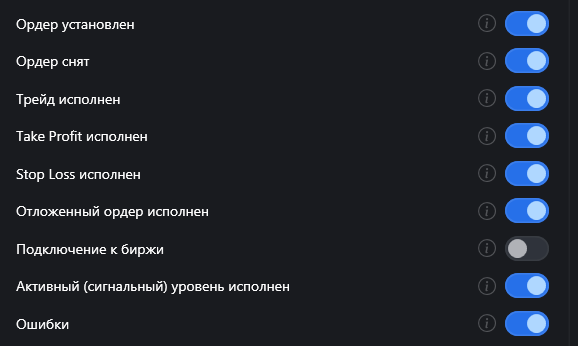 Ордер установлен
Ордер снят
Трейд исполнен
Take Profit исполнен
Stop Loss исполнен
Отложенный ордер исполнен
Подключение к биржи
Активный (сигнальный) уровень исполнен
Ошибки